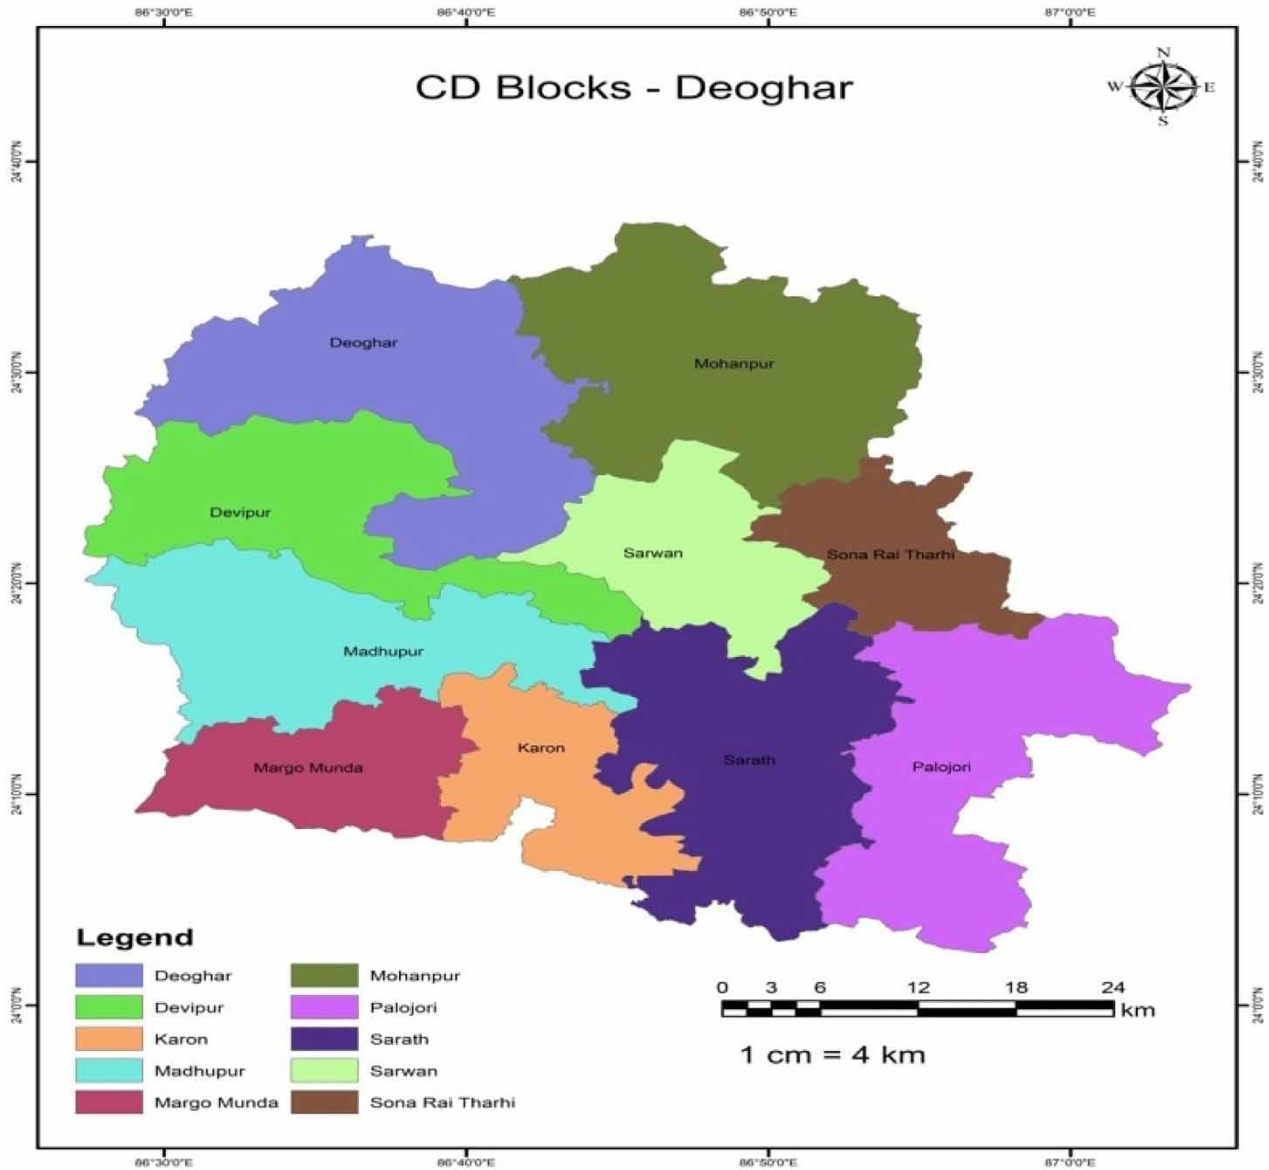 86°30'0"E 86°40'0"E 86°50'0"E 87°0'0"E
CD Blocks - Deoghar
N
W E
S
24°40'0"N 24°40'0"N
Deoghar
Mohanpur
24°30'0"N 24°30'0"N
Devipur
Sarwan
Sona Rai Tharhi
24°20'0"N 24°20'0"N
Madhupur
Karon
Sarath
Margo Munda
Palojori
24°10'0"N 24°10'0"N
Legend
Deoghar Mohanpur
Devipur Palojori
Karon Sarath
Madhupur Sarwan
Margo Munda Sona Rai Tharhi
0 3 6 12 18 24
km
1 cm = 4 km
24°0'0"N 24°0'0"N
86°30'0"E 86°40'0"E 86°50'0"E 87°0'0"E